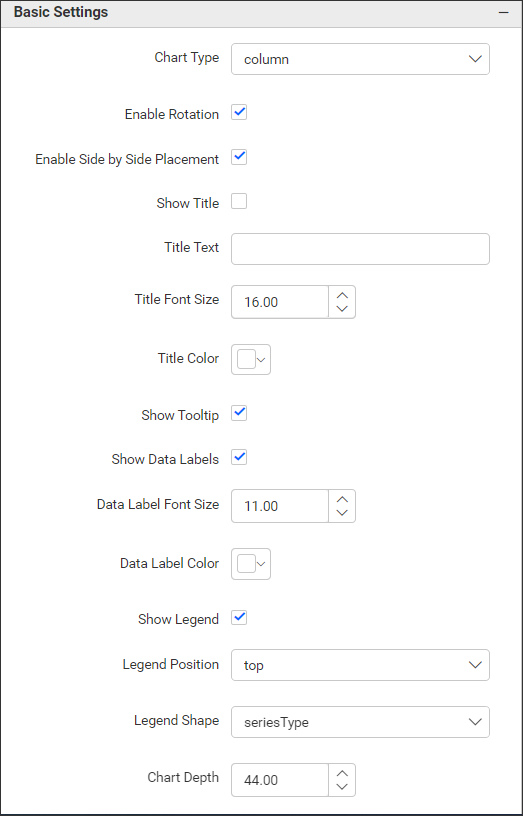 Basic Settings
Chart Type column
Enable Rotation
Enable Side by Side Placement
Show Title
Title Text
Title Font Size 16.00
Title Color
Show Tooltip
Show Data Labels
Data Label Font Size 11.00
Data Label Color
Show Legend
Legend Position top
Legend Shape seriesType
Chart Depth 44.00